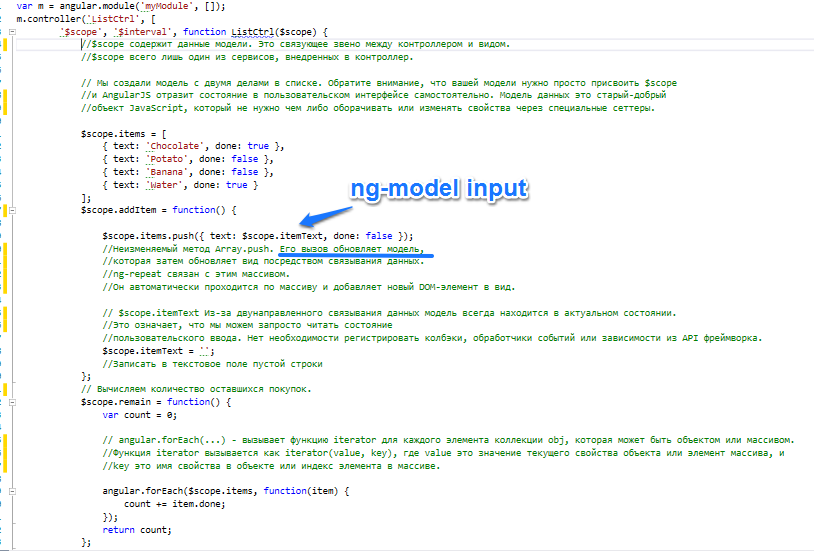 var m = angular.module('myModule', []);
m.controller('ListCtrl', [
'$scope', '$interval', function ListCtrl($scope) {
//$scope содержит данные модели. Это связующее звено между контроллером и видом.
//$scope всего лишь один из сервисов, внедренных в контроллер.
// Мы создали модель с двумя делами в списке. Обратите внимание, что вашей модели нужно просто присвоить $scope
//и AngularJS отразит состояние в пользовательском интерфейсе самостоятельно. Модель данных это старый-добрый
//объект JavaScript, который не нужно чем либо оборачивать или изменять свойства через специальные сеттеры.
$scope.items = [
{ text: 'Chocolate', done: true },
{ text: 'Potato', done: false },
{ text: 'Banana', done: false },
{ text: 'Water', done: true }
];
ng-model input
$scope.addItem = function() {
$scope.items.push({ text: $scope.itemText, done: false });
//Неизменяемый метод Array.push. Его вызов обновляет модель,
//которая затем обновляет вид посредством связывания данных.
//ng-repeat связан с этим массивом.
//Он автоматически проходится по массиву и добавляет новый DOM-элемент в вид.
// $scope.itemText Из-за двунаправленного связывания данных модель всегда находится в актуальном состоянии.
//Это означает, что мы можем запросто читать состояние
//пользовательского ввода. Нет необходимости регистрировать колбэки, обработчики событий или зависимости из API фреймворка.
$scope.itemText = '';
//Записать в текстовое поле пустой строки
};
// Вычисляем количество оставшихся покупок.
$scope.remain = function() {
var count = 0;
// angular.forEach(...) - вызывает функцию iterator для каждого элемента коллекции obj, которая может быть объектом или массивом.
//Функция iterator вызывается как iterator(value, key), где value это значение текущего свойства объекта или элемент массива, и
//key это имя свойства в объекте или индекс элемента в массиве.
angular.forEach($scope.items, function(item) {
count += item.done;
});
return count;
};